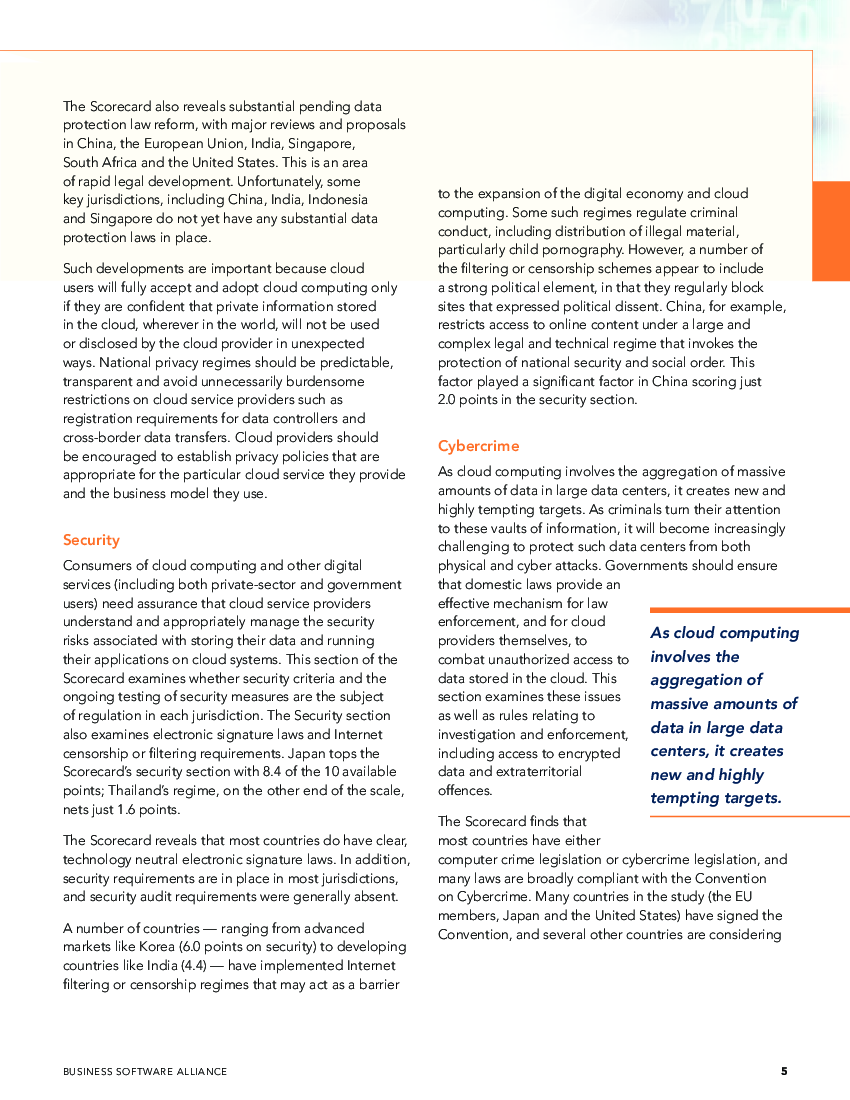 The Scorecard also reveals substantial pending data
protection law reform, with major reviews and proposals
in China, the European Union, India, Singapore,
South Africa and the United States. This is an area
of rapid legal development. Unfortunately, some
key jurisdictions, including China, India, Indonesia
and Singapore do not yet have any substantial data
protection laws in place.
Such developments are important because cloud
users will fully accept and adopt cloud computing only
if they are confident that private information stored
in the cloud, wherever in the world, will not be used
or disclosed by the cloud provider in unexpected
ways. National privacy regimes should be predictable,
transparent and avoid unnecessarily burdensome
restrictions on cloud service providers such as
registration requirements for data controllers and
cross-border data transfers. Cloud providers should
be encouraged to establish privacy policies that are
appropriate for the particular cloud service they provide
and the business model they use.
Security
Consumers of cloud computing and other digital
services (including both private-sector and government
users) need assurance that cloud service providers
understand and appropriately manage the security
risks associated with storing their data and running
their applications on cloud systems. This section of the
Scorecard examines whether security criteria and the
ongoing testing of security measures are the subject
of regulation in each jurisdiction. The Security section
also examines electronic signature laws and Internet
censorship or filtering requirements. Japan tops the
Scorecard's security section with 8.4 of the 10 available
points; Thailand's regime, on the other end of the scale,
nets just 1.6 points.
The Scorecard reveals that most countries do have clear,
technology neutral electronic signature laws. In addition,
security requirements are in place in most jurisdictions,
and security audit requirements were generally absent.
A number of countries — ranging from advanced
markets like Korea (6.0 points on security) to developing
countries like India (4.4) — have implemented Internet
filtering or censorship regimes that may act as a barrier
to the expansion of the digital economy and cloud
computing. Some such regimes regulate criminal
conduct, including distribution of illegal material,
particularly child pornography. However, a number of
the filtering or censorship schemes appear to include
a strong political element, in that they regularly block
sites that expressed political dissent. China, for example,
restricts access to online content under a large and
complex legal and technical regime that invokes the
protection of national security and social order. This
factor played a significant factor in China scoring just
2.0 points in the security section.
Cybercrime
As cloud computing involves the aggregation of massive
amounts of data in large data centers, it creates new and
highly tempting targets. As criminals turn their attention
to these vaults of information, it will become increasingly
challenging to protect such data centers from both
physical and cyber attacks. Governments should ensure
that domestic laws provide an
effective mechanism for law
enforcement, and for cloud
providers themselves, to
combat unauthorized access to
data stored in the cloud. This
section examines these issues
as well as rules relating to
investigation and enforcement,
including access to encrypted
data and extraterritorial
offences.
The Scorecard finds that
most countries have either
computer crime legislation or cybercrime legislation, and
many laws are broadly compliant with the Convention
on Cybercrime. Many countries in the study (the EU
members, Japan and the United States) have signed the
Convention, and several other countries are considering
As cloud computing
involves the
aggregation of
massive amounts of
data in large data
centers, it creates
new and highly
tempting targets.
BUSINESS SOFTWARE ALLIANCE
5